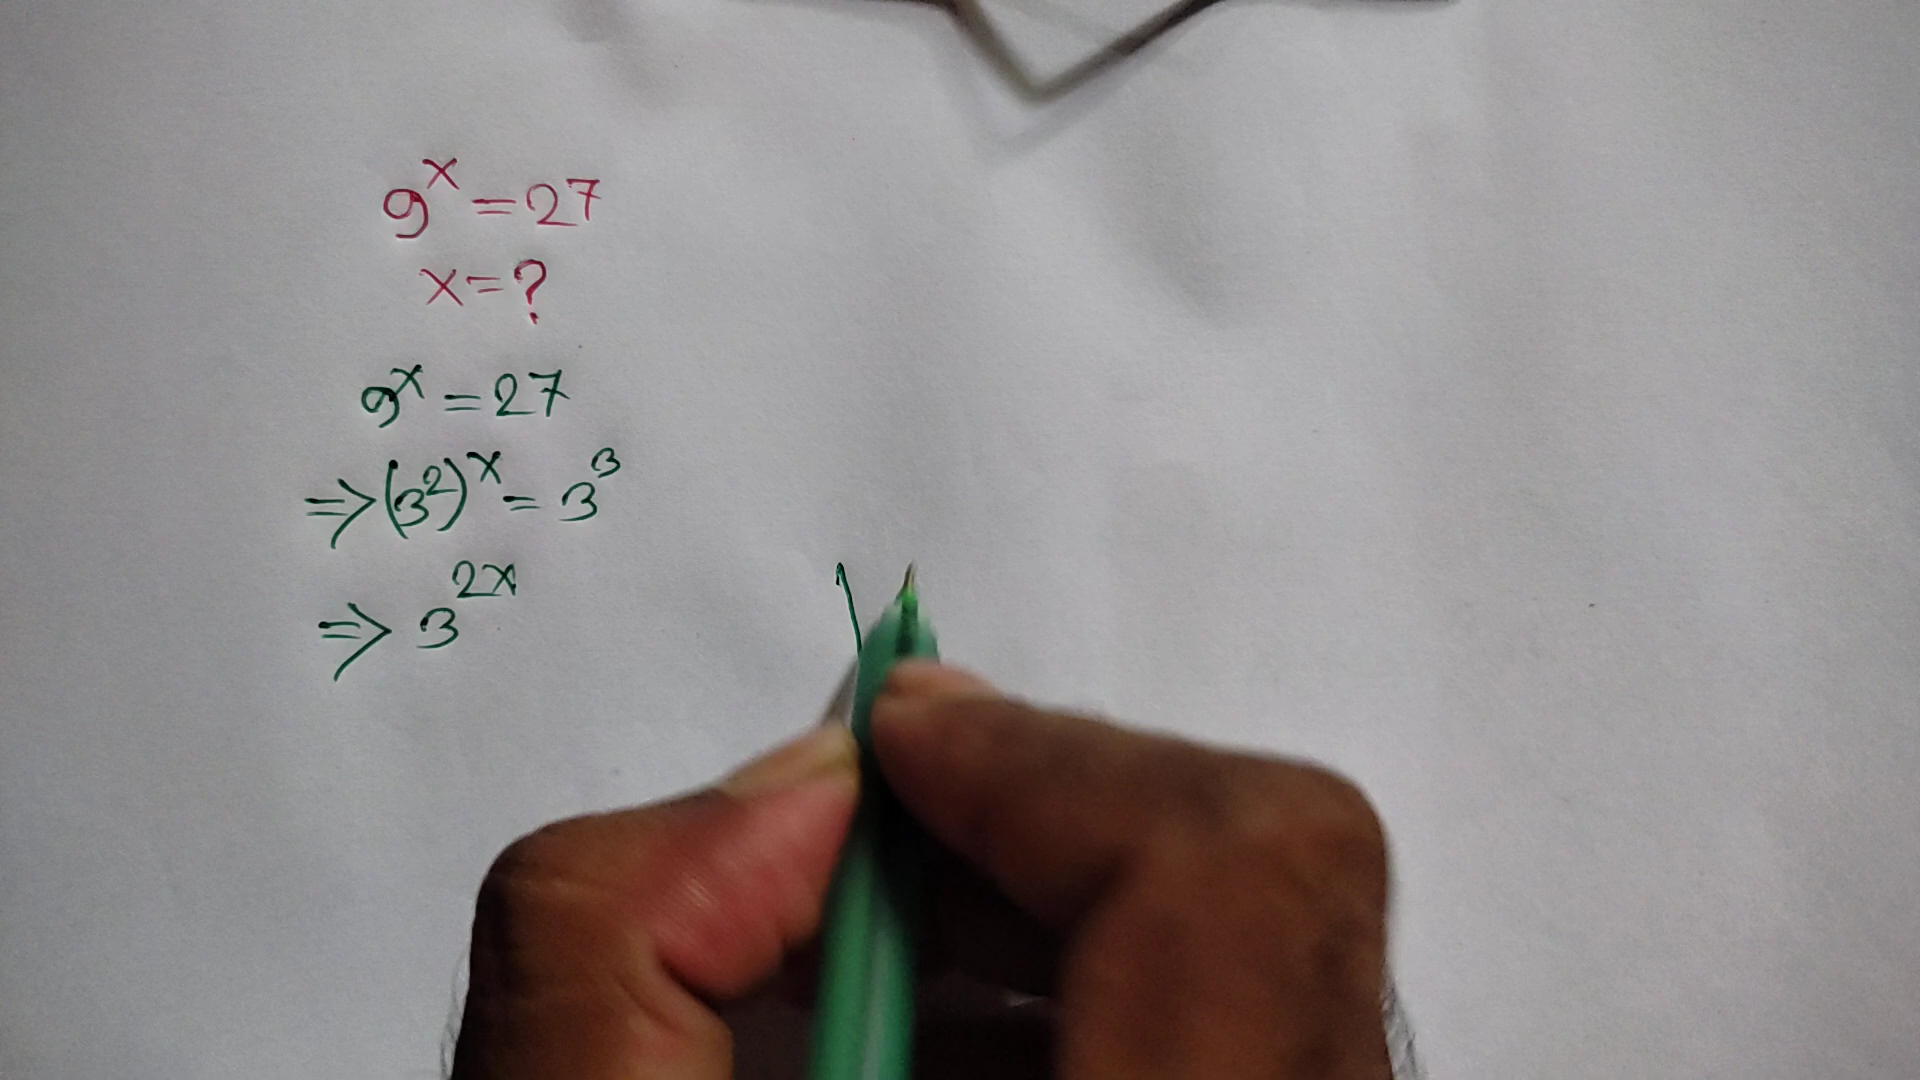 9^x = 27
x = ?
9^x = 27
⇒ (3^2)^x = 3^3
⇒ 3^2x